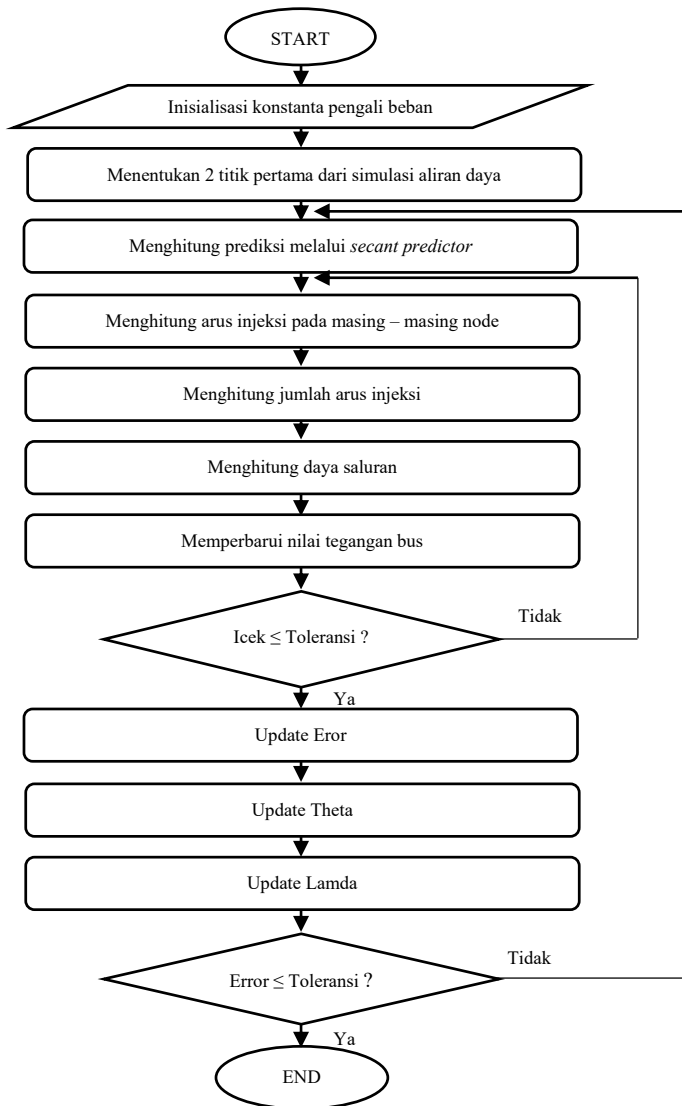 START
Inisialisasi konstanta pengali beban
Menentukan 2 titik pertama dari simulasi aliran daya
Menghitung prediksi melalui secant predictor
Menghitung arus injeksi pada masing – masing node
Menghitung jumlah arus injeksi
Menghitung daya saluran
Memperbarui nilai tegangan bus
Icek ≤ Toleransi ?
Tidak
Ya
Update Eror
Update Theta
Update Lamda
Error ≤ Toleransi ?
Tidak
Ya
END